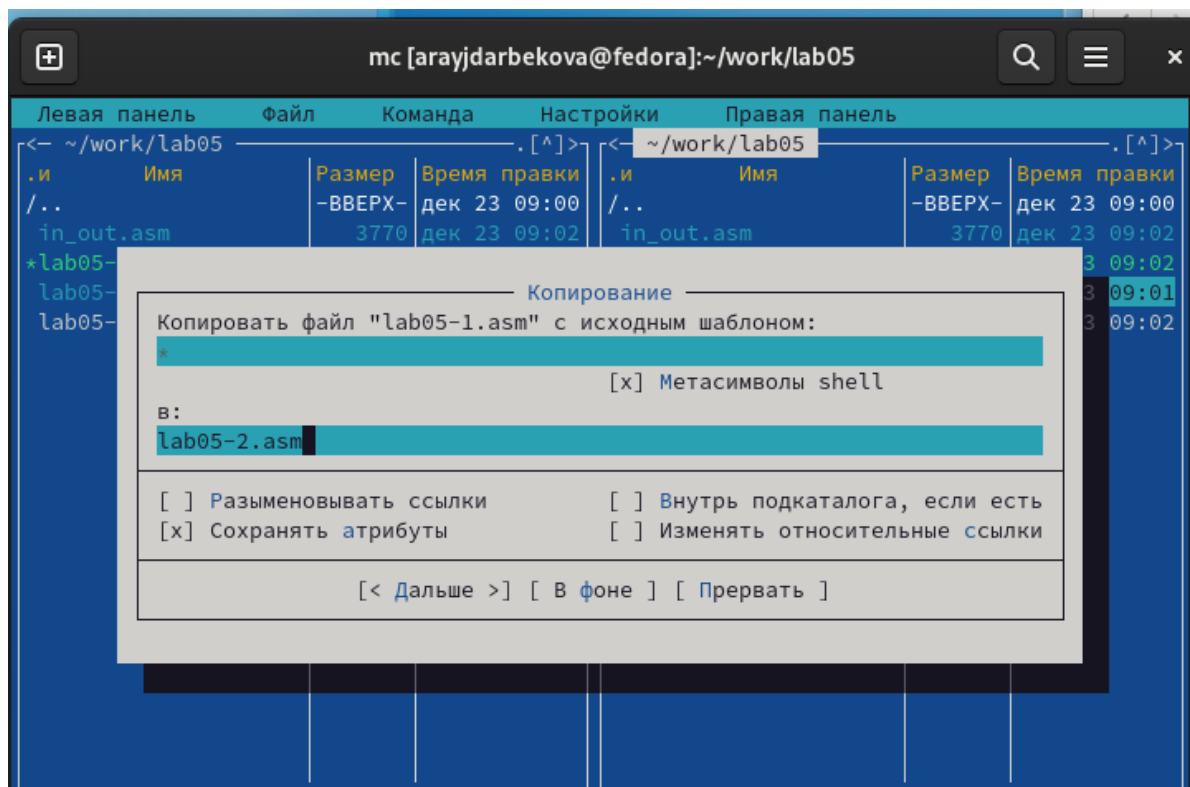 mc [arayjdarbekova@fedora]:~/work/lab05
Левая панель Файл Команда Настройки Правая панель
<— ~/work/lab05 .[^]> <— ~/work/lab05 .[^]>
.и Имя Размер Время правки .и Имя Размер Время правки
/.. -ВВЕРХ- дек 23 09:00 /.. -ВВЕРХ- дек 23 09:00
in_out.asm 3770 дек 23 09:02 in_out.asm 3770 дек 23 09:02
*lab05- 3 09:02
lab05- Копирование 3 09:01
lab05- Копировать файл "lab05-1.asm" с исходным шаблоном: 3 09:02
*
[x] Метасимволы shell
в:
lab05-2.asm
[ ] Разыменовывать ссылки [ ] Внутрь подкаталога, если есть
[x] Сохранять атрибуты [ ] Изменять относительные ссылки
[< Дальше >] [ В фоне ] [ Прервать ]